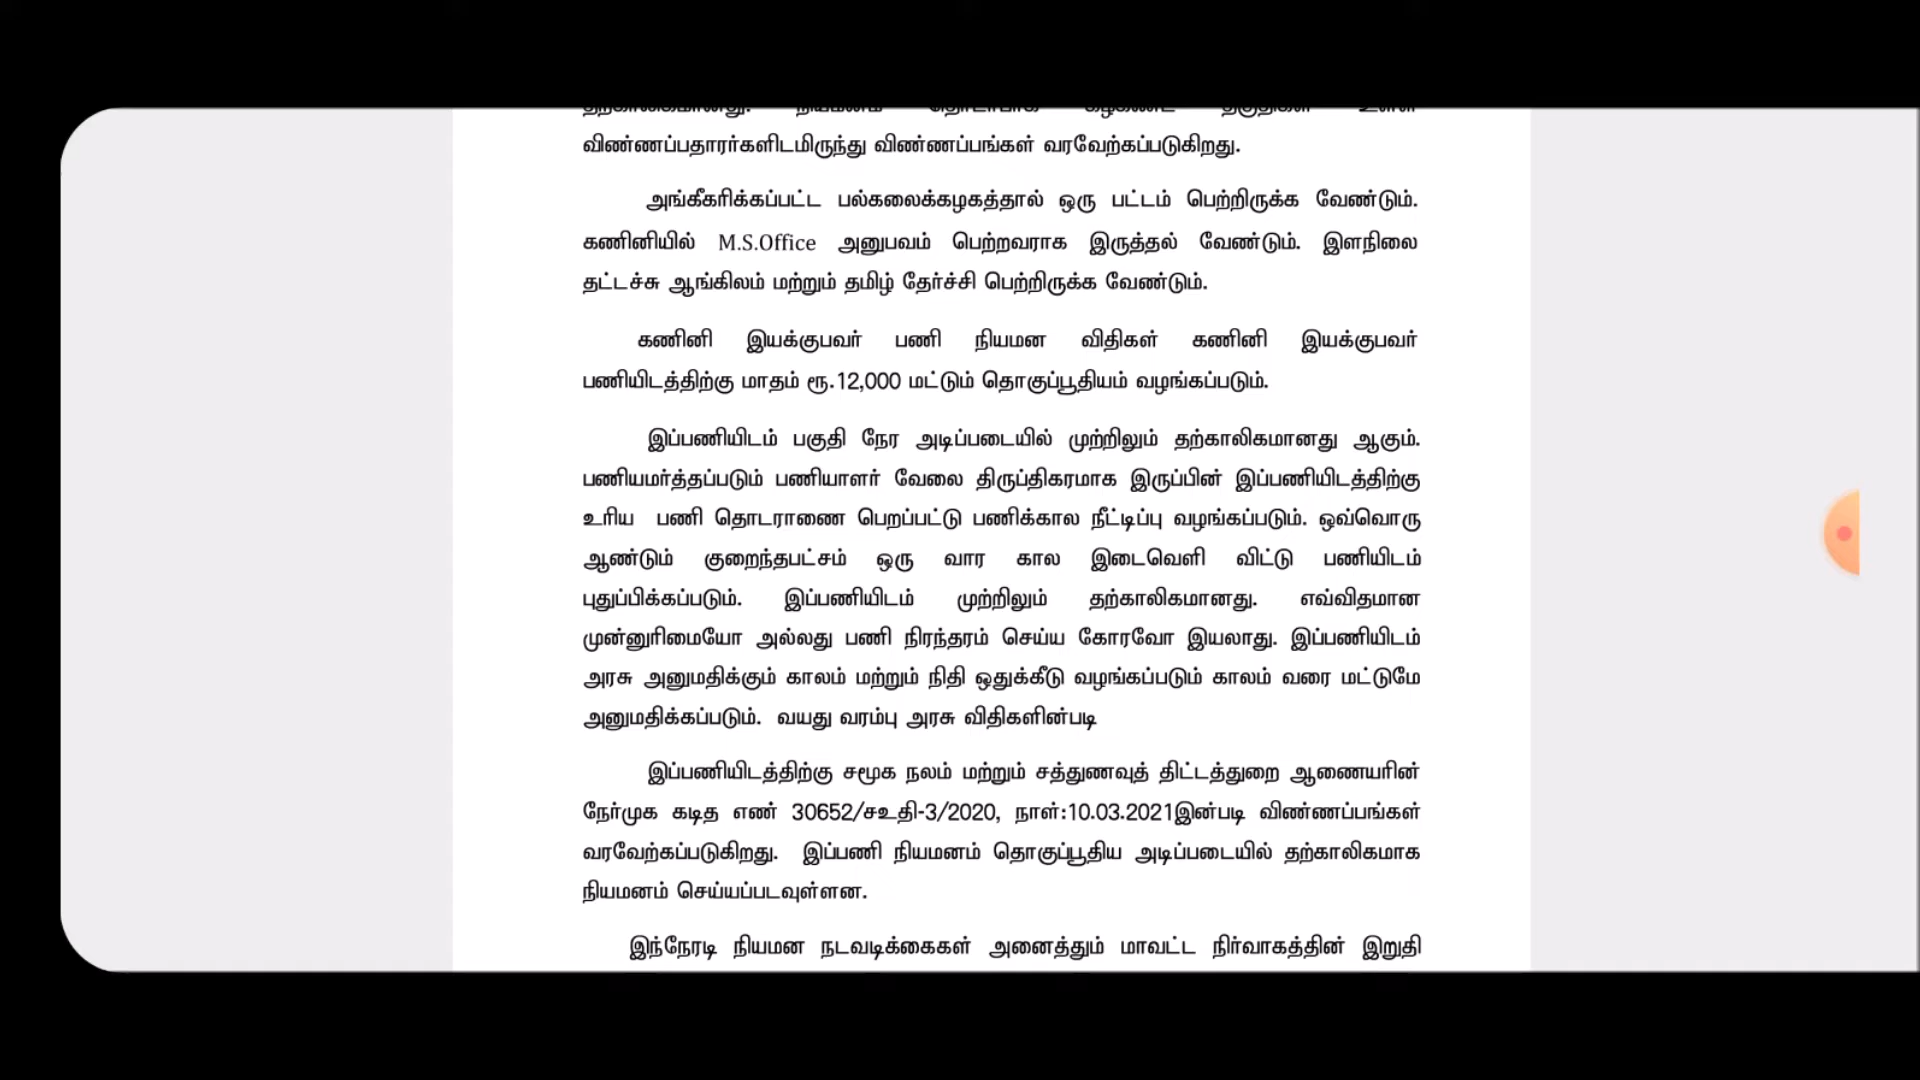 விண்ணப்பதாரர்களிடமிருந்து விண்ணப்பங்கள் வரவேற்கப்படுகிறது.
அங்கீகரிக்கப்பட்ட பல்கலைக்கழகத்தால் ஒரு பட்டம் பெற்றிருக்க வேண்டும்.
கணினியில் M.S.Office அனுபவம் பெற்றவராக இருத்தல் வேண்டும். இளநிலை
தட்டச்சு ஆங்கிலம் மற்றும் தமிழ் தேர்ச்சி பெற்றிருக்க வேண்டும்.
கணினி இயக்குபவர் பணி நியமன விதிகள் கணினி இயக்குபவர்
பணியிடத்திற்கு மாதம் ரூ.12,000 மட்டும் தொகுப்பூதியம் வழங்கப்படும்.
இப்பணியிடம் பகுதி நேர அடிப்படையில் முற்றிலும் தற்காலிகமானது ஆகும்.
பணியமர்த்தப்படும் பணியாளர் வேலை திருப்திகரமாக இருப்பின் இப்பணியிடத்திற்கு
உரிய பணி தொடராணை பெறப்பட்டு பணிக்கால நீட்டிப்பு வழங்கப்படும். ஒவ்வொரு
ஆண்டும் குறைந்தபட்சம் ஒரு வார கால இடைவெளி விட்டு பணியிடம்
புதுப்பிக்கப்படும். இப்பணியிடம் முற்றிலும் தற்காலிகமானது. எவ்விதமான
முன்னுரிமையோ அல்லது பணி நிரந்தரம் செய்ய கோரவோ இயலாது. இப்பணியிடம்
அரசு அனுமதிக்கும் காலம் மற்றும் நிதி ஒதுக்கீடு வழங்கப்படும் காலம் வரை மட்டுமே
அனுமதிக்கப்படும். வயது வரம்பு அரசு விதிகளின்படி
இப்பணியிடத்திற்கு சமூக நலம் மற்றும் சத்துணவுத் திட்டத்துறை ஆணையரின்
நேர்முக கடித எண் 30652/சஉதி-3/2020, நாள்:10.03.2021இன்படி விண்ணப்பங்கள்
வரவேற்கப்படுகிறது. இப்பணி நியமனம் தொகுப்பூதிய அடிப்படையில் தற்காலிகமாக
நியமனம் செய்யப்படவுள்ளன.
இந்நேரடி நியமன நடவடிக்கைகள் அனைத்தும் மாவட்ட நிர்வாகத்தின் இறுதி